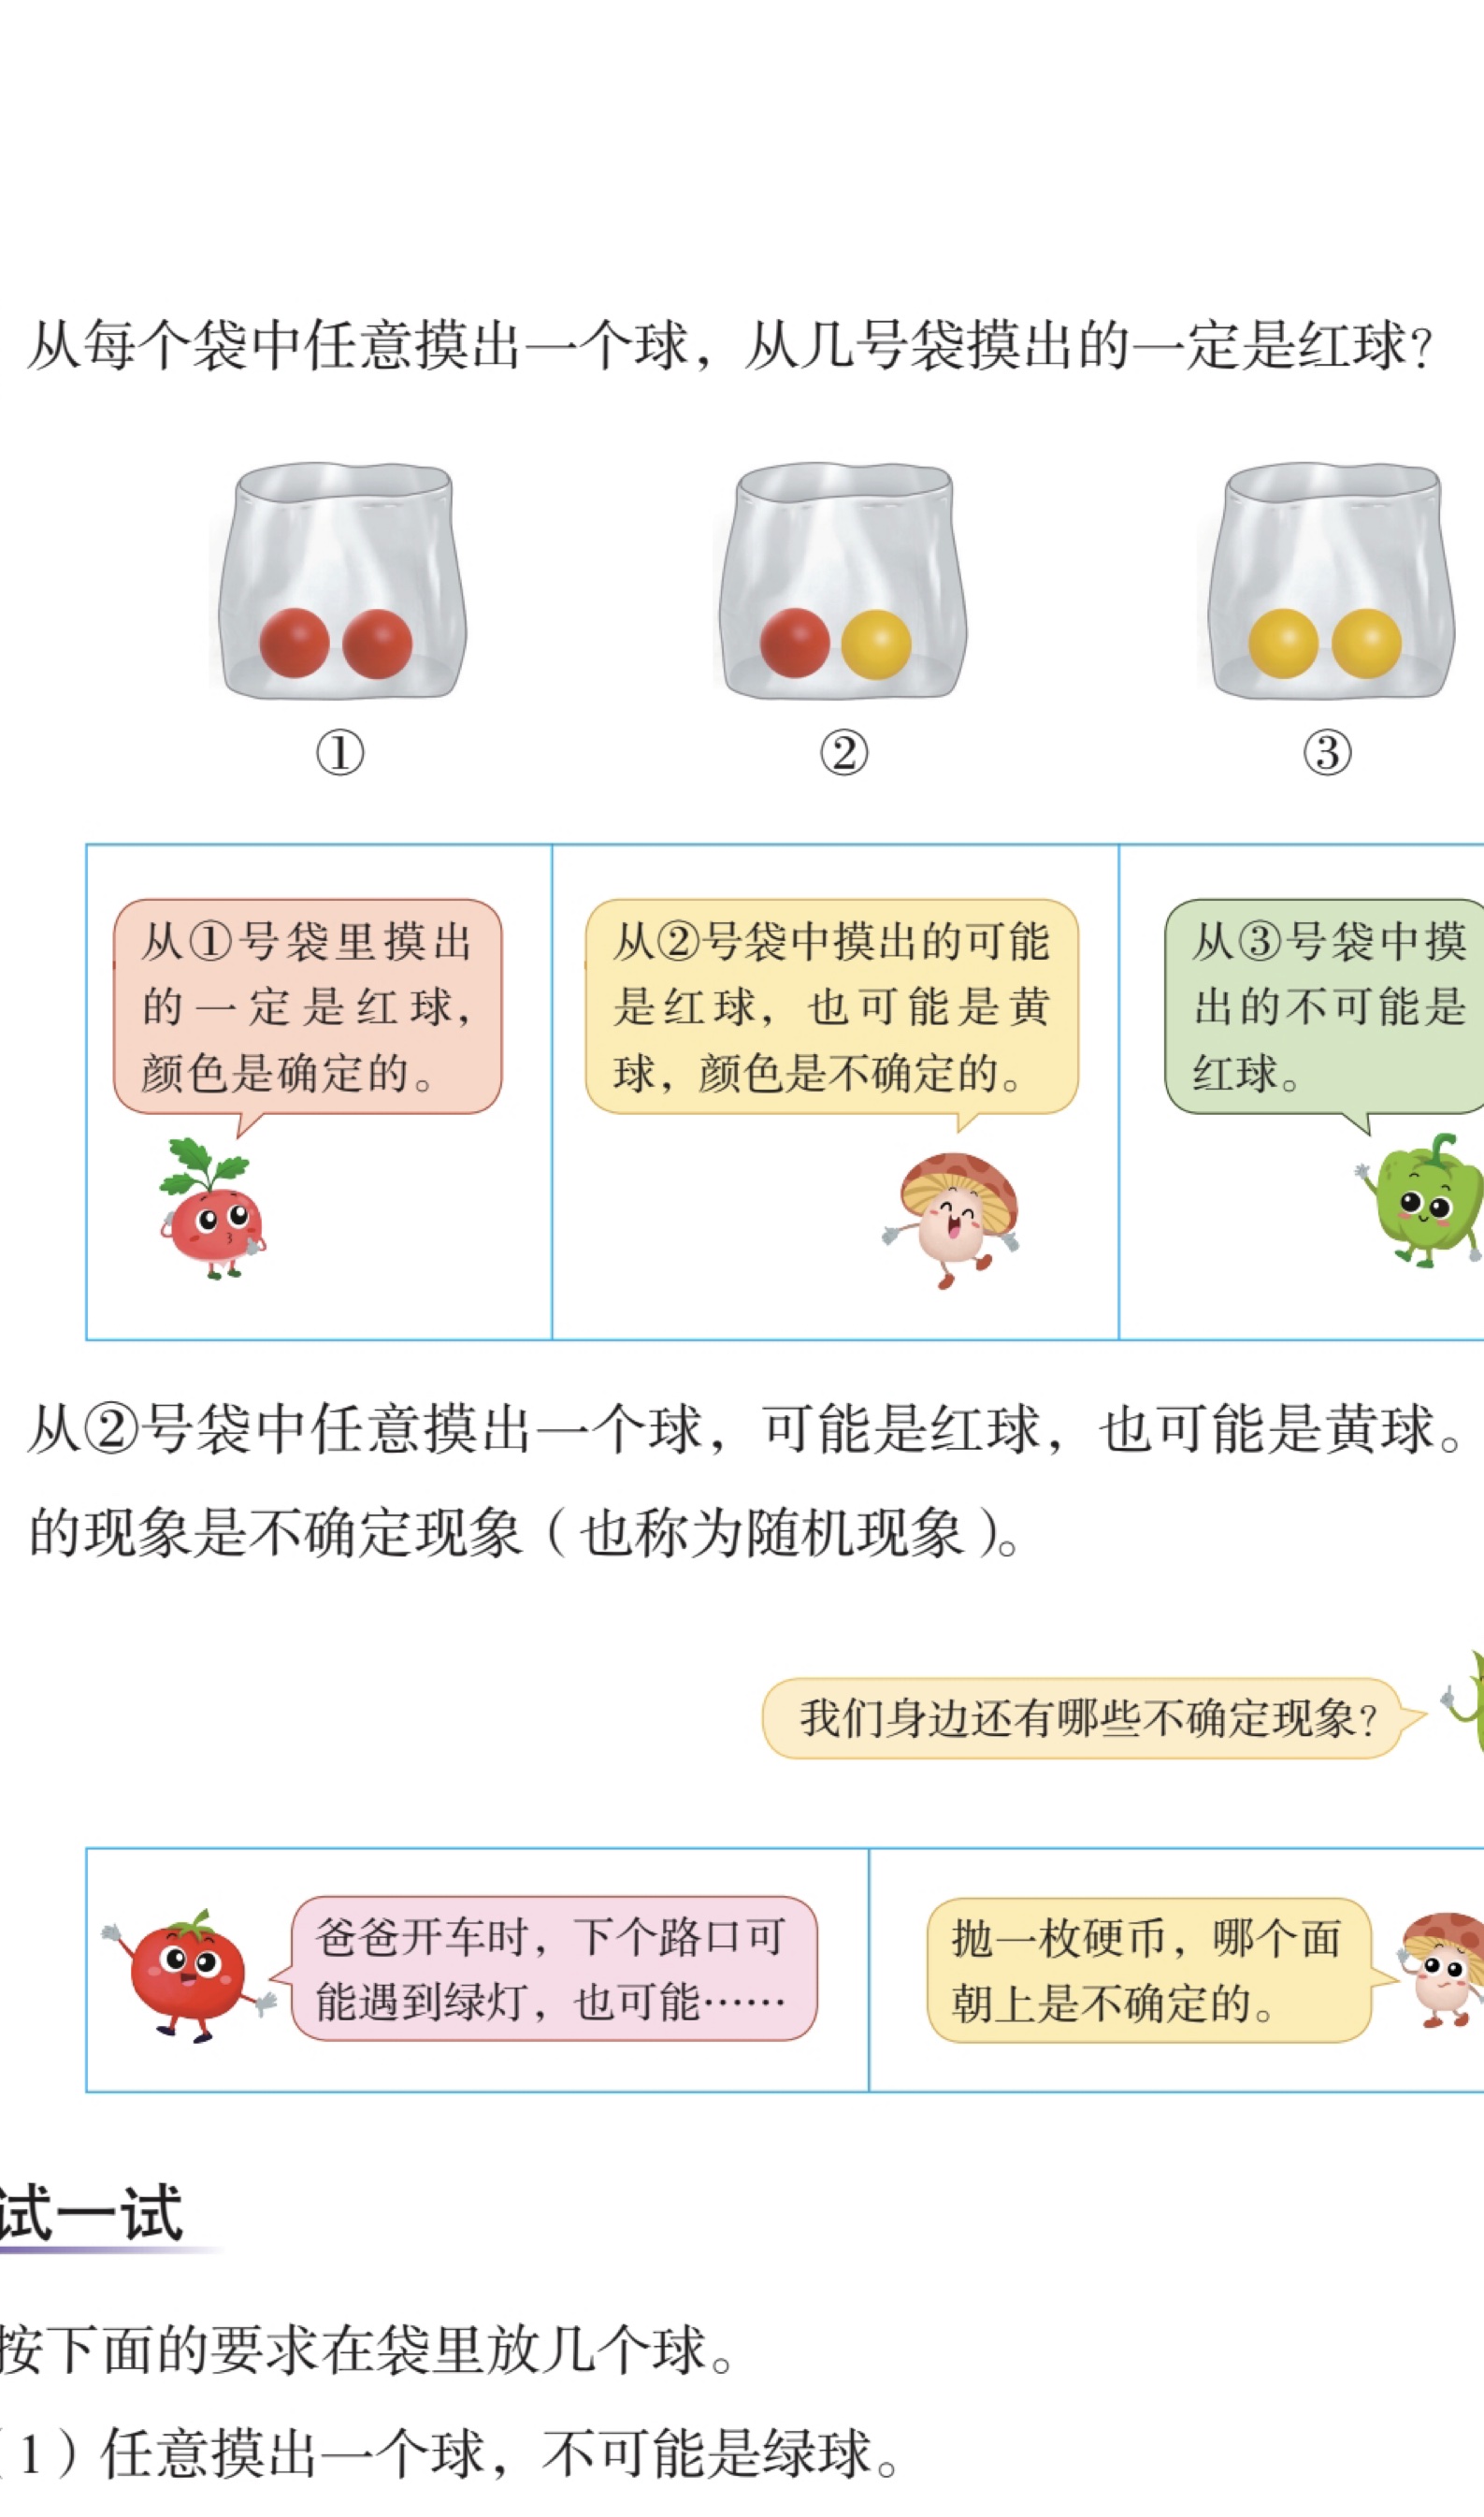 从每个袋中任意摸出一个球，从几号袋摸出的一定是红球？
①
②
③
从①号袋里摸出
的一定是红球，
颜色是确定的。
从②号袋中摸出的可能
是红球，也可能是黄
球，颜色是不确定的。
从③号袋中摸
出的不可能是
红球。
从②号袋中任意摸出一个球，可能是红球，也可能是黄球。
的现象是不确定现象（也称为随机现象）。
我们身边还有哪些不确定现象？
爸爸开车时，下个路口可
能遇到绿灯，也可能……
抛一枚硬币，哪个面
朝上是不确定的。
试一试
按下面的要求在袋里放几个球。
（1）任意摸出一个球，不可能是绿球。